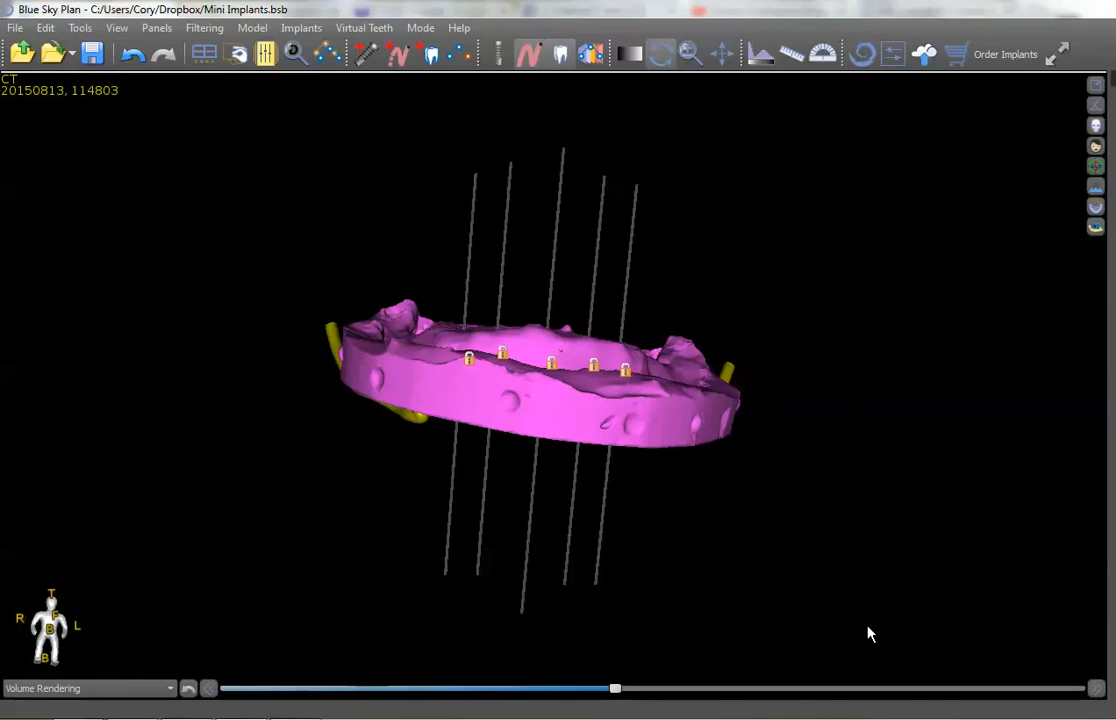 Blue Sky Plan - C:/Users/Cory/Dropbox/Mini Implants.bsb
File Edit Tools View Panels Filtering Model Implants Virtual Teeth Mode Help
Order Implants
CT
20150813, 114803
T
R F L
B
B
Volume Rendering